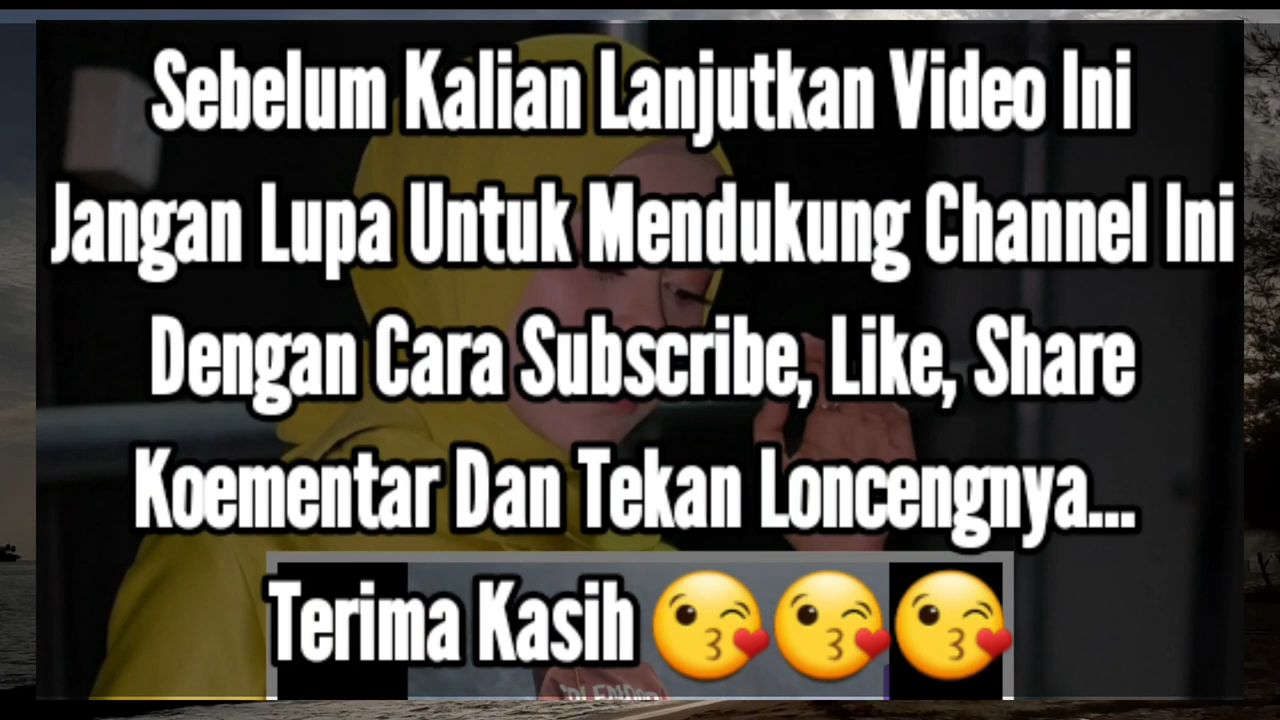 Sebelum Kalian Lanjutkan Video Ini
Jangan Lupa Untuk Mendukung Channel Ini
Dengan Cara Subscribe, Like, Share
Koementar Dan Tekan Loncengnya...
Terima Kasih 😘😘😘